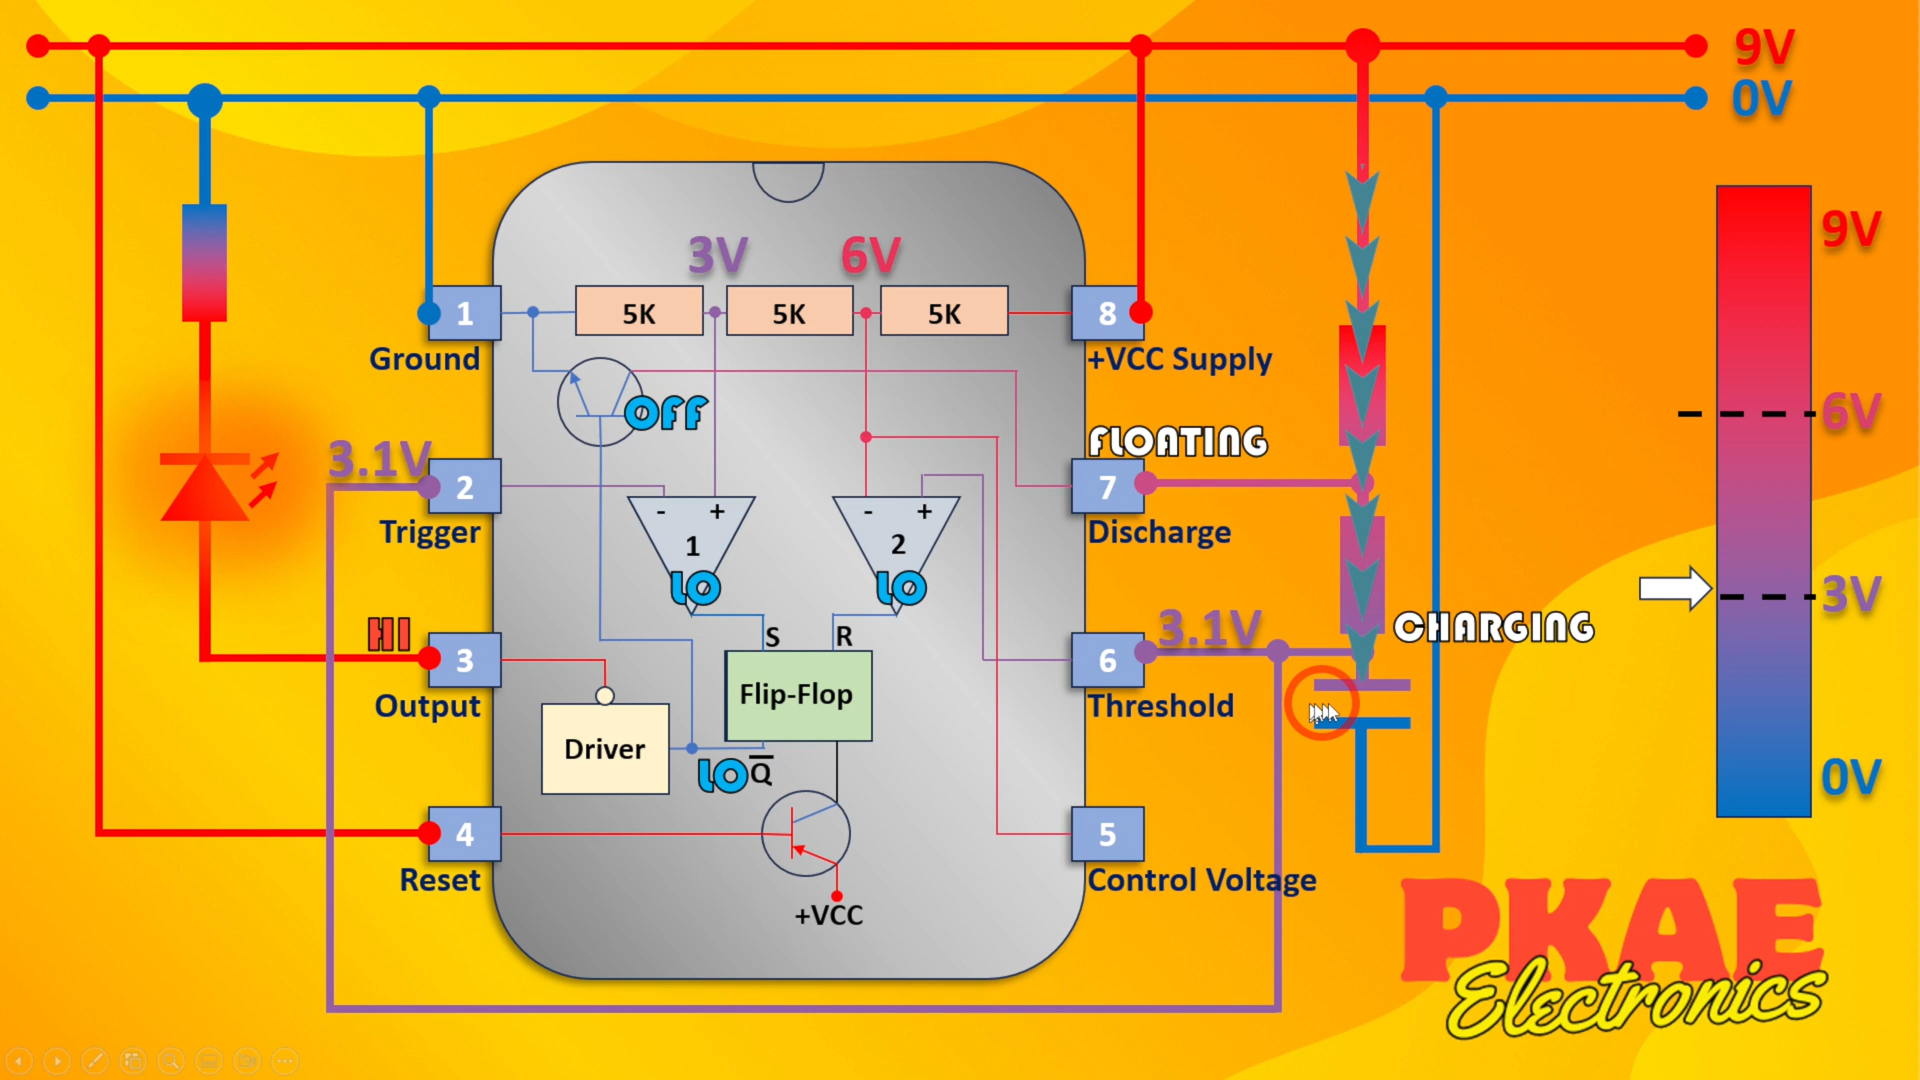 9V
0V
3V
6V
9V
1
5K
5K
5K
8
Ground
+VCC Supply
OFF
6V
3.1V
FLOATING
2
- +
- +
7
Trigger
Discharge
1
2
LO
LO
3V
HI
S
R
3.1V
CHARGING
3
6
Output
Flip-Flop
Threshold
Driver
LO Q̅
0V
4
5
Reset
Control Voltage
+VCC
PKAE
Electronics